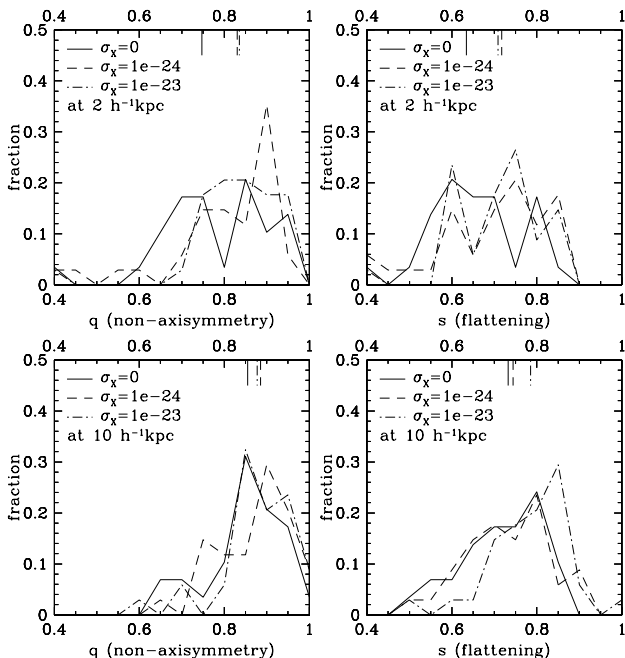 0.4 0.6 0.8 1
0.5
σX=0
σX=1e-24
σX=1e-23
at 2 h⁻¹kpc
0.4
0.3
0.2
0.1
0
fraction
0.4 0.6 0.8 1
q (non-axisymmetry)
0.4 0.6 0.8 1
0.5
σX=0
σX=1e-24
σX=1e-23
at 2 h⁻¹kpc
0.4
0.3
0.2
0.1
0
fraction
0.4 0.6 0.8 1
s (flattening)
0.4 0.6 0.8 1
0.5
σX=0
σX=1e-24
σX=1e-23
at 10 h⁻¹kpc
0.4
0.3
0.2
0.1
0
fraction
0.4 0.6 0.8 1
q (non-axisymmetry)
0.4 0.6 0.8 1
0.5
σX=0
σX=1e-24
σX=1e-23
at 10 h⁻¹kpc
0.4
0.3
0.2
0.1
0
fraction
0.4 0.6 0.8 1
s (flattening)